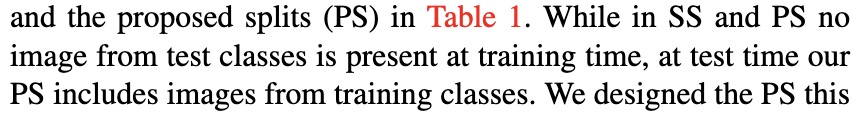 and the proposed splits (PS) in Table 1. While in SS and PS no
image from test classes is present at training time, at test time our
PS includes images from training classes. We designed the PS this